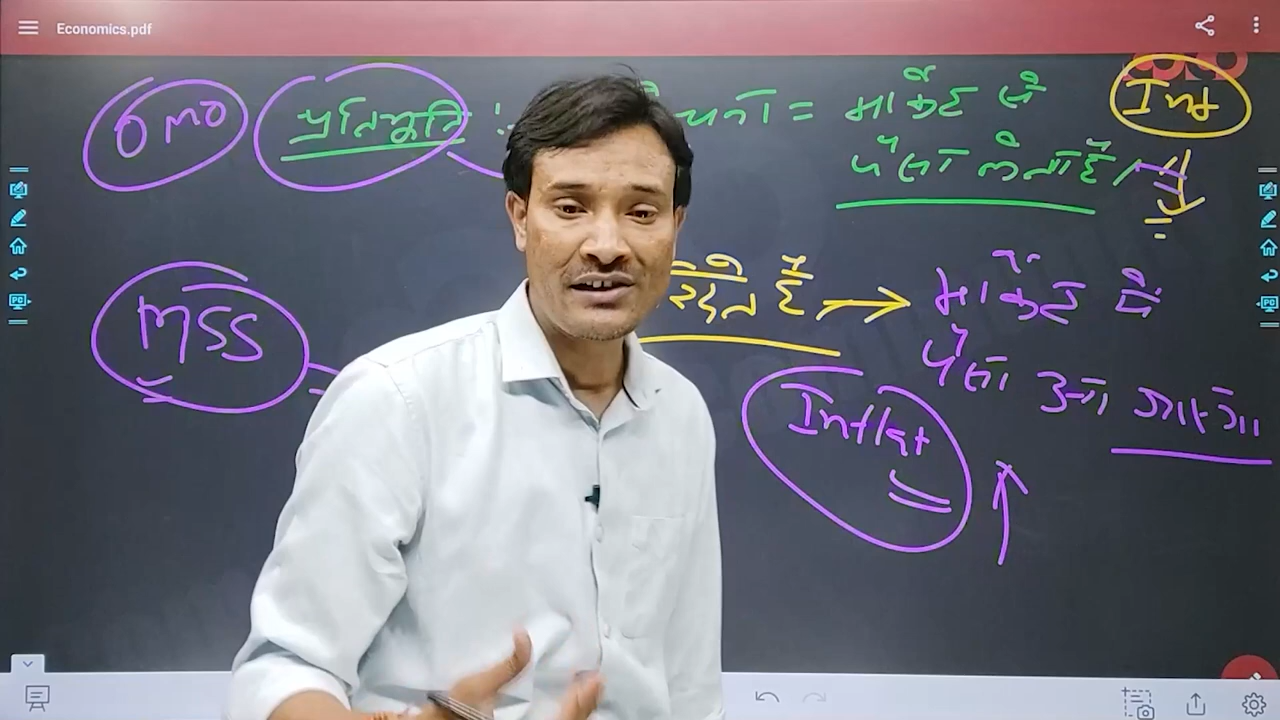 Economics.pdf
OMO प्रतिभूति : = मार्केट से
पैसा लेना है
Inf
MSS हैं → मार्केट में
पैसा आ जाएगा
Inflat ↑